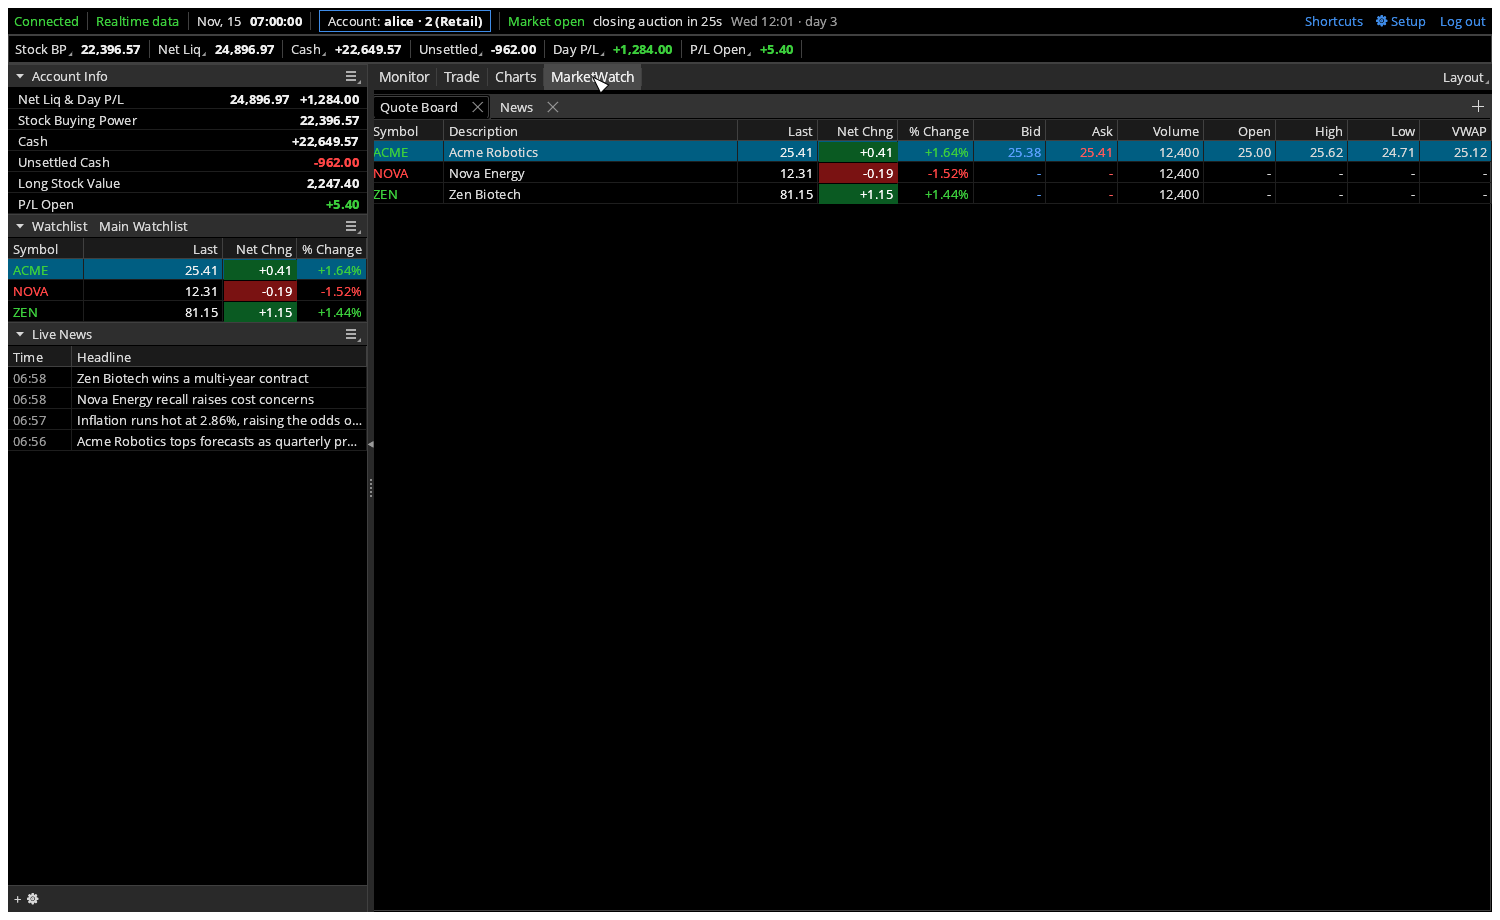 Connected Realtime data Nov, 15 07:00:00 Account: alice · 2 (Retail) Market open closing auction in 25s Wed 12:01 · day 3 Shortcuts Setup Log out
Stock BP 22,396.57 Net Liq 24,896.97 Cash +22,649.57 Unsettled -962.00 Day P/L +1,284.00 P/L Open +5.40
Account Info
Net Liq & Day P/L 24,896.97 +1,284.00
Stock Buying Power 22,396.57
Cash +22,649.57
Unsettled Cash -962.00
Long Stock Value 2,247.40
P/L Open +5.40
Watchlist Main Watchlist
Symbol Last Net Chng % Change
ACME 25.41 +0.41 +1.64%
NOVA 12.31 -0.19 -1.52%
ZEN 81.15 +1.15 +1.44%
Live News
Time Headline
06:58 Zen Biotech wins a multi-year contract
06:58 Nova Energy recall raises cost concerns
06:57 Inflation runs hot at 2.86%, raising the odds o...
06:56 Acme Robotics tops forecasts as quarterly pr...
+
Monitor Trade Charts MarketWatch Layout
Quote Board News
Symbol Description Last Net Chng % Change Bid Ask Volume Open High Low VWAP
ACME Acme Robotics 25.41 +0.41 +1.64% 25.38 25.41 12,400 25.00 25.62 24.71 25.12
NOVA Nova Energy 12.31 -0.19 -1.52% - - 12,400 - - - -
ZEN Zen Biotech 81.15 +1.15 +1.44% - - 12,400 - - - -